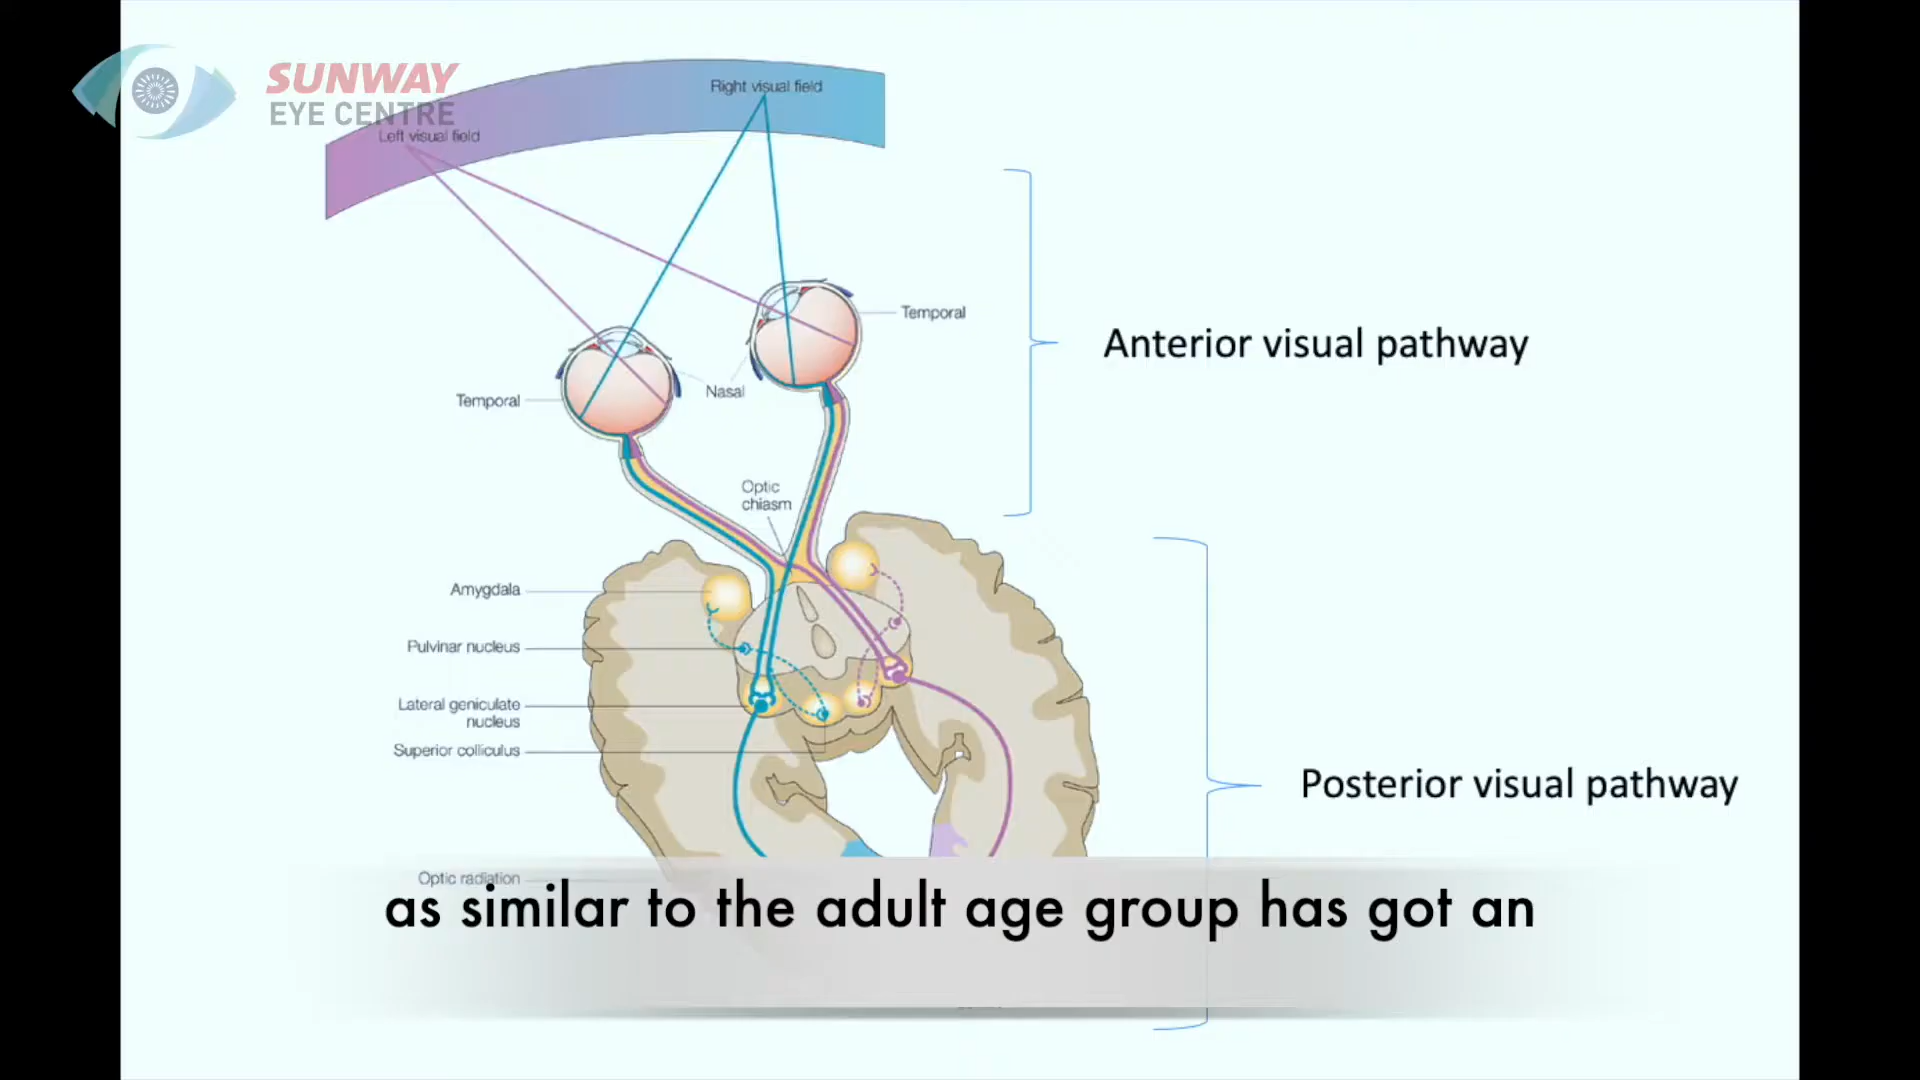 SUNWAY
EYE CENTRE
Right visual field
Left visual field
Temporal
Anterior visual pathway
Nasal
Temporal
Optic
chiasm
Amygdala
Pulvinar nucleus
Lateral geniculate
nucleus
Superior colliculus
Posterior visual pathway
Optic radiation
as similar to the adult age group has got an